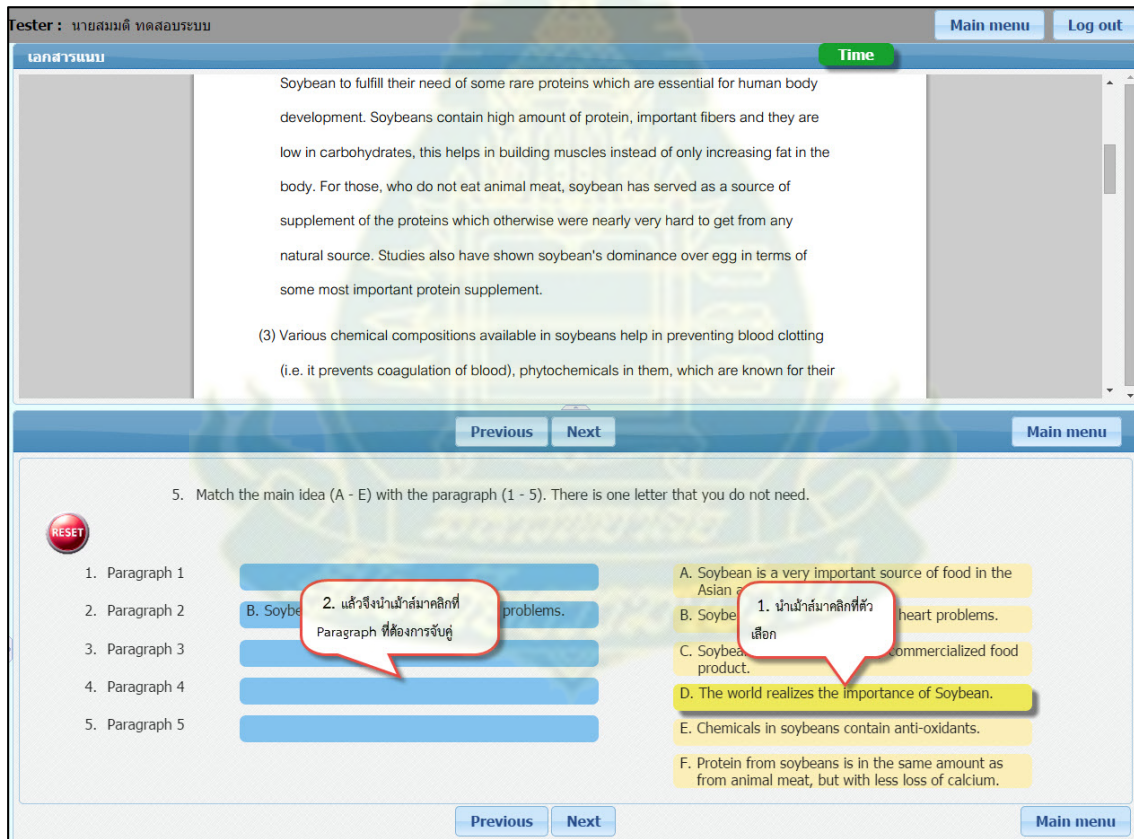 Tester : นายสมมติ ทดสอบระบบ
Main menu
Log out
เอกสารแนบ
Time
Soybean to fulfill their need of some rare proteins which are essential for human body
development. Soybeans contain high amount of protein, important fibers and they are
low in carbohydrates, this helps in building muscles instead of only increasing fat in the
body. For those, who do not eat animal meat, soybean has served as a source of
supplement of the proteins which otherwise were nearly very hard to get from any
natural source. Studies also have shown soybean's dominance over egg in terms of
some most important protein supplement.
(3) Various chemical compositions available in soybeans help in preventing blood clotting
(i.e. it prevents coagulation of blood), phytochemicals in them, which are known for their
Previous
Next
Main menu
5. Match the main idea (A - E) with the paragraph (1 - 5). There is one letter that you do not need.
RESET
1. Paragraph 1
2. Paragraph 2
B. Soybe problems.
3. Paragraph 3
4. Paragraph 4
5. Paragraph 5
2. แล้วจึงนำเม้าส์มาคลิกที่
Paragraph ที่ต้องการจับคู่
A. Soybean is a very important source of food in the
Asian
B. Soybe heart problems.
C. Soybea commercialized food
product.
D. The world realizes the importance of Soybean.
E. Chemicals in soybeans contain anti-oxidants.
F. Protein from soybeans is in the same amount as
from animal meat, but with less loss of calcium.
1. นำเม้าส์มาคลิกที่ตัว
เลือก
Previous
Next
Main menu